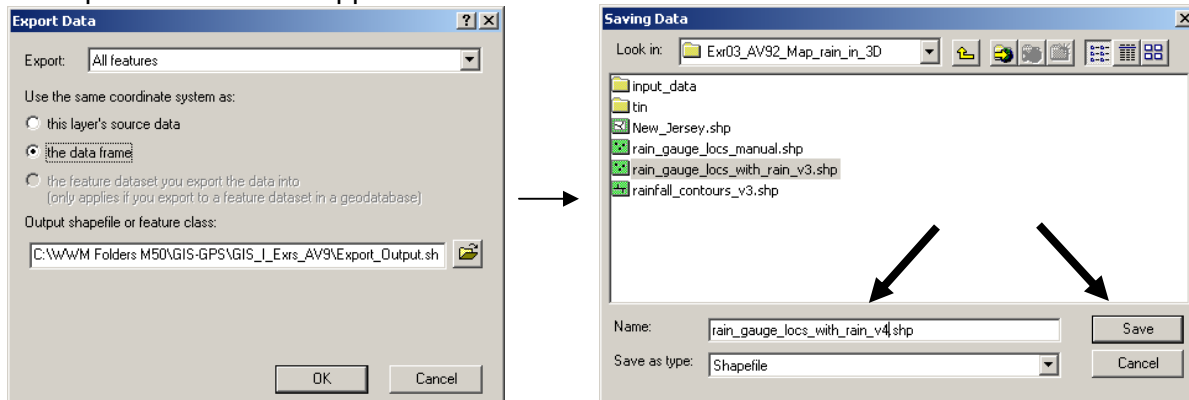 Export Data
Export: All features
Use the same coordinate system as:
this layer's source data
the data frame
the feature dataset you export the data into
(only applies if you export to a feature dataset in a geodatabase)
Output shapefile or feature class:
C:\WWM Folders M50\GIS-GPS\GIS_I_Exrs_AV9\Export_Output.sh
OK Cancel
Saving Data
Look in: Exr03_AV92_Map_rain_in_3D
input_data
tin
New_Jersey.shp
rain_gauge_locs_manual.shp
rain_gauge_locs_with_rain_v3.shp
rainfall_contours_v3.shp
Name: rain_gauge_locs_with_rain_v4.shp Save
Save as type: Shapefile Cancel